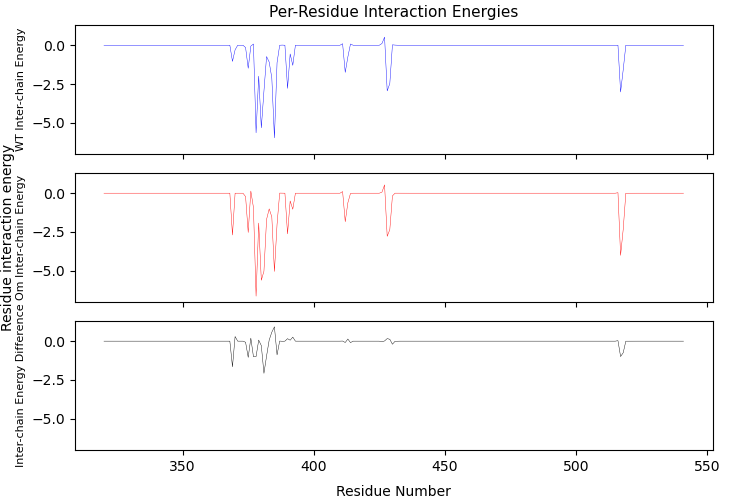 Per-Residue Interaction Energies
Residue interaction energy
WT Inter-chain Energy
0.0
−2.5
−5.0
Om Inter-chain Energy
0.0
−2.5
−5.0
Inter-chain Energy Difference
0.0
−2.5
−5.0
350
400
450
500
550
Residue Number